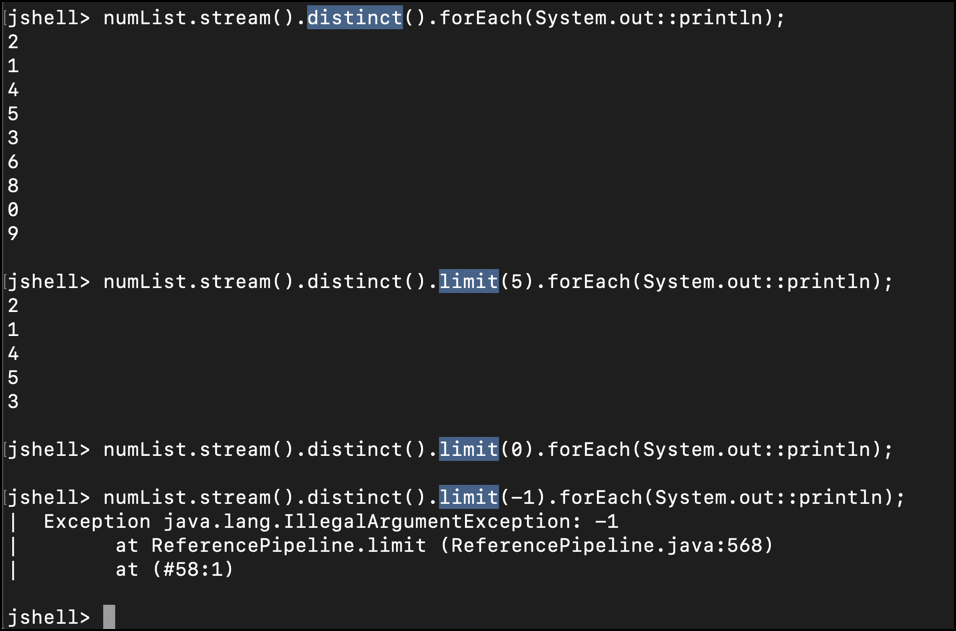 jshell> numList.stream().distinct().forEach(System.out::println);
2
1
4
5
3
6
8
0
9
jshell> numList.stream().distinct().limit(5).forEach(System.out::println);
2
1
4
5
3
jshell> numList.stream().distinct().limit(0).forEach(System.out::println);
jshell> numList.stream().distinct().limit(-1).forEach(System.out::println);
|  Exception java.lang.IllegalArgumentException: -1
|        at ReferencePipeline.limit (ReferencePipeline.java:568)
|        at (#58:1)
jshell>